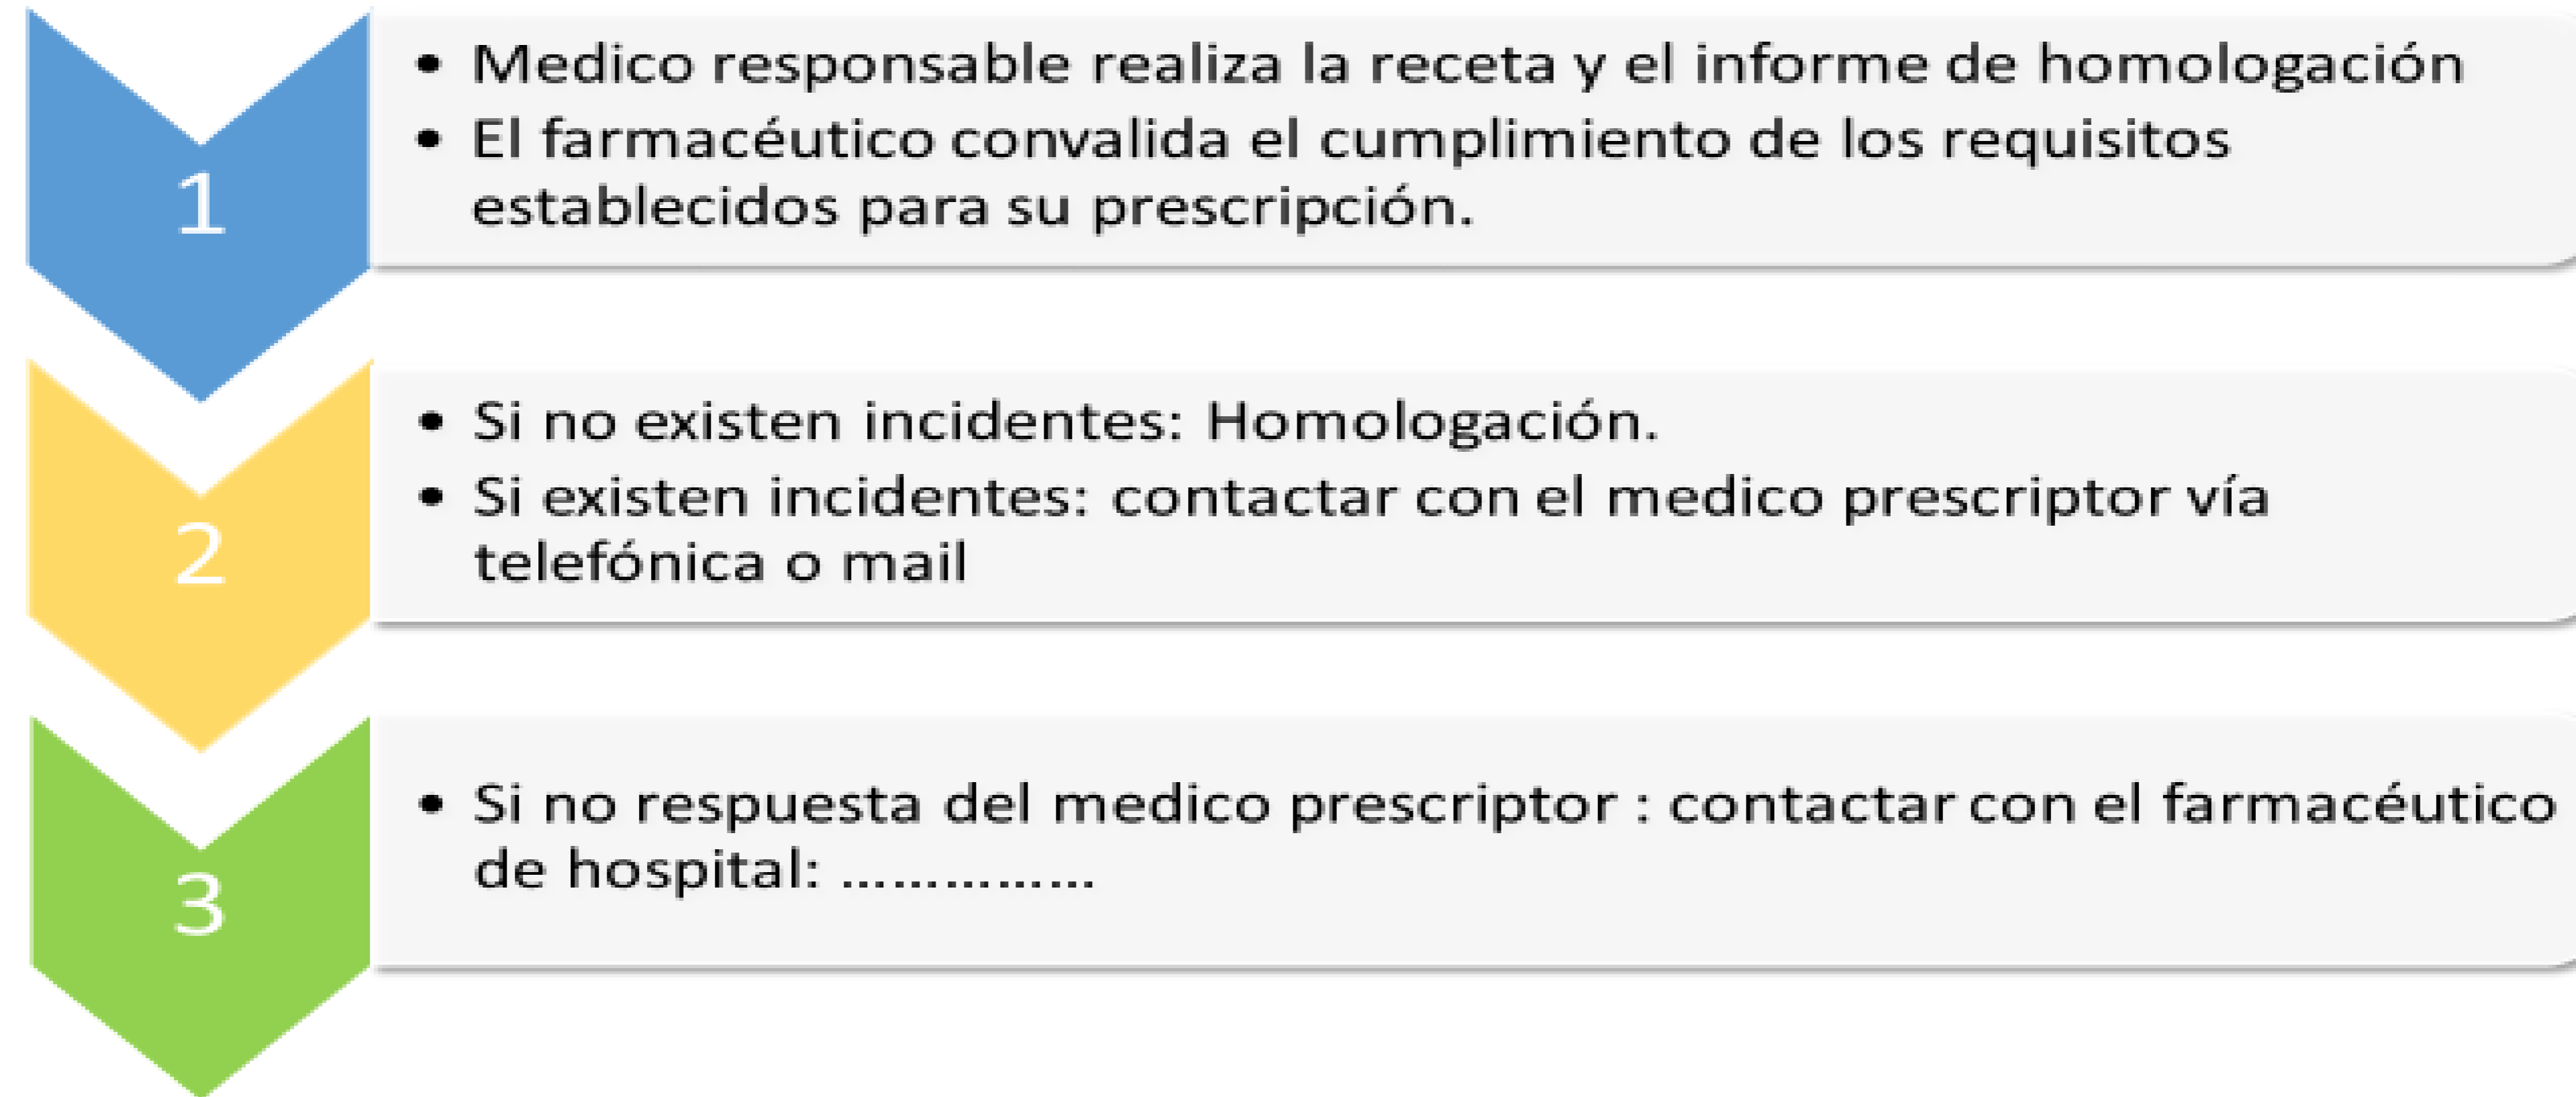 1
• Medico responsable realiza la receta y el informe de homologación
• El farmacéutico convalida el cumplimiento de los requisitos
establecidos para su prescripción.
2
• Si no existen incidentes: Homologación.
• Si existen incidentes: contactar con el medico prescriptor vía
telefónica o mail
3
• Si no respuesta del medico prescriptor : contactar con el farmacéutico
de hospital: ……………